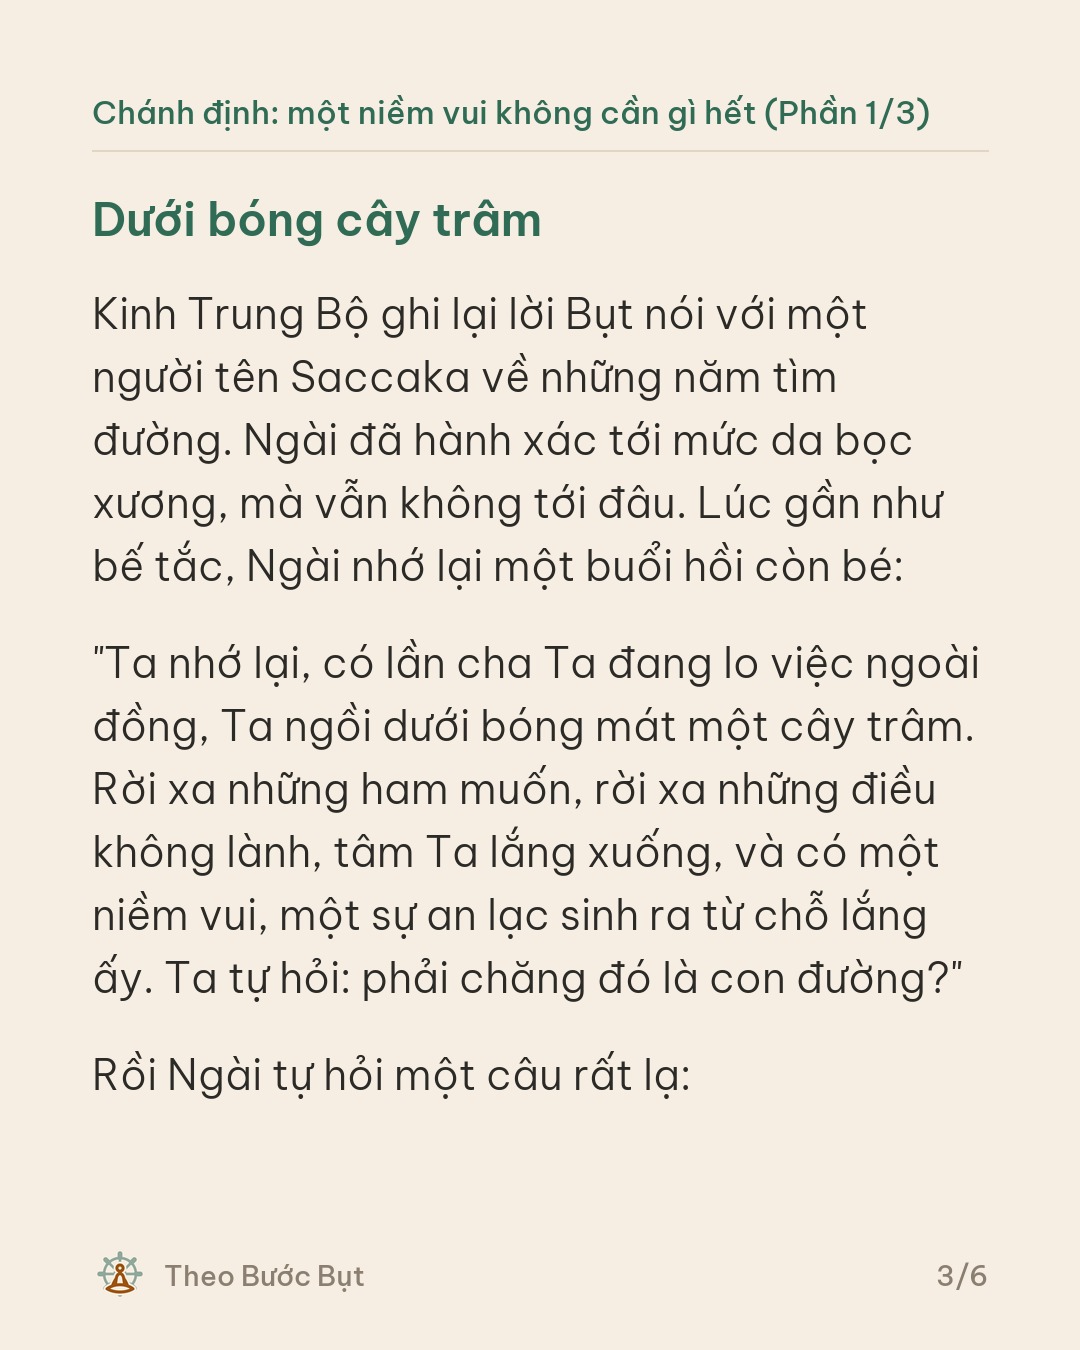 Chánh định: một niềm vui không cần gì hết (Phần 1/3)
Dưới bóng cây trâm
Kinh Trung Bộ ghi lại lời Bụt nói với một
người tên Saccaka về những năm tìm
đường. Ngài đã hành xác tới mức da bọc
xương, mà vẫn không tới đâu. Lúc gần như
bế tắc, Ngài nhớ lại một buổi hồi còn bé:
"Ta nhớ lại, có lần cha Ta đang lo việc ngoài
đồng, Ta ngồi dưới bóng mát một cây trâm.
Rời xa những ham muốn, rời xa những điều
không lành, tâm Ta lắng xuống, và có một
niềm vui, một sự an lạc sinh ra từ chỗ lắng
ấy. Ta tự hỏi: phải chăng đó là con đường?"
Rồi Ngài tự hỏi một câu rất lạ:
Theo Bước Bụt
3/6